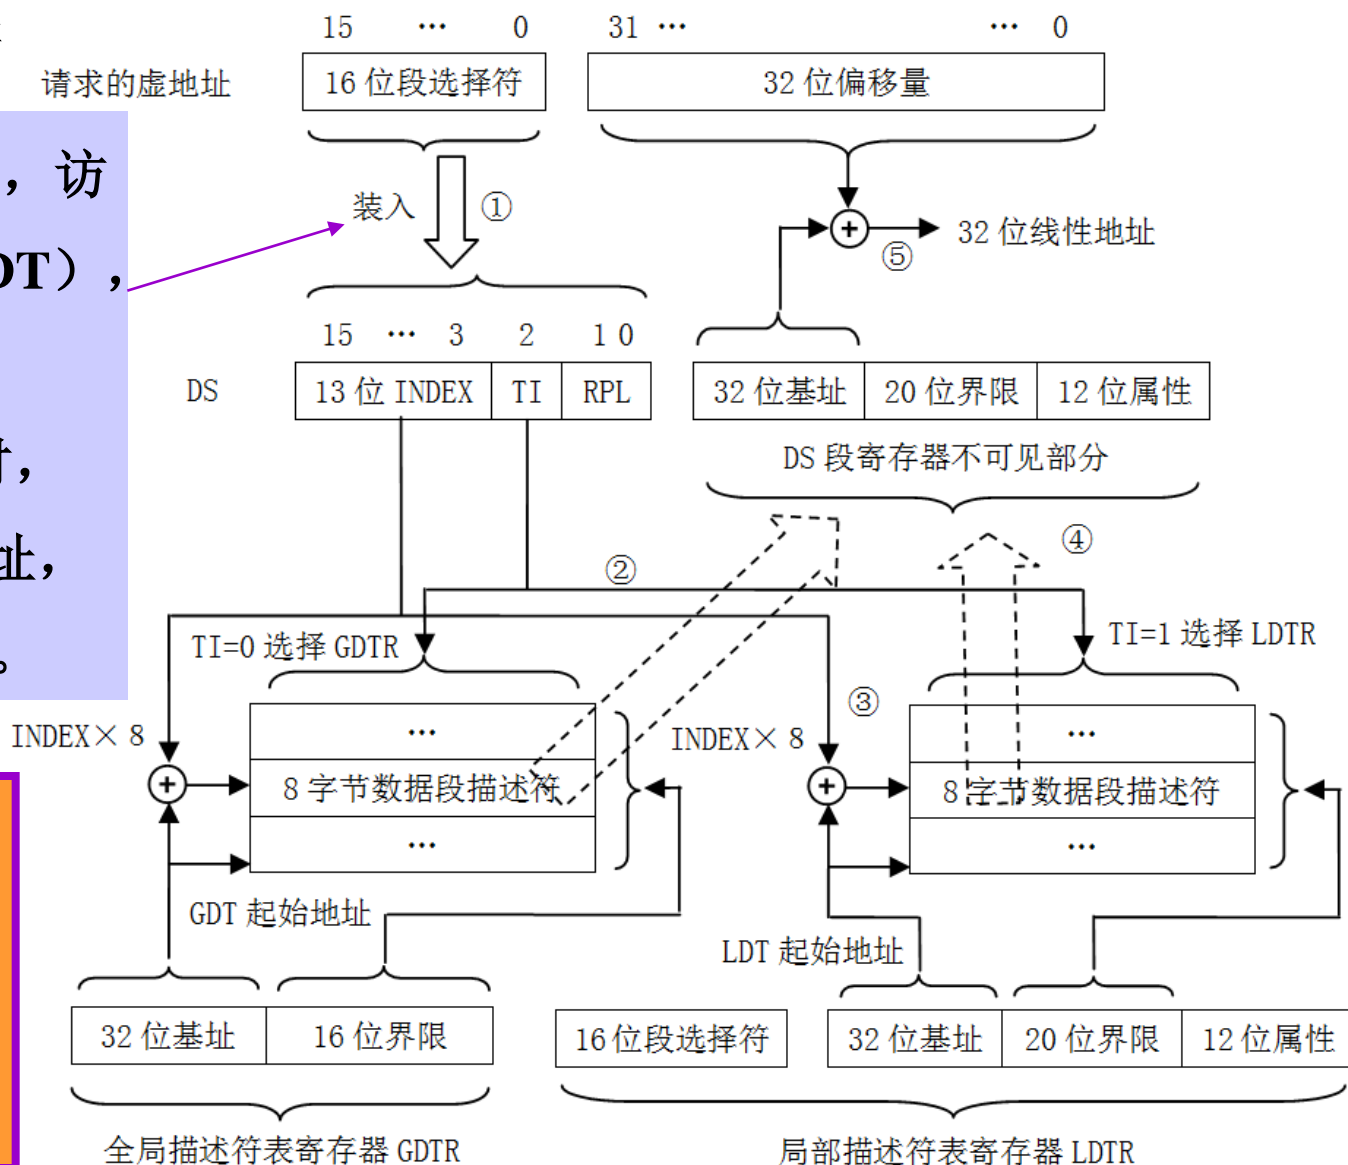 15 … 0 31 … … 0
请求的虚地址 16 位段选择符 32 位偏移量
，访
装入 ①
32 位线性地址
⑤
DT），
15 … 3 2 1 0
DS 13 位 INDEX TI RPL 32 位基址 20 位界限 12 位属性
DS 段寄存器不可见部分
，
④
址，
②
TI=0 选择 GDTR TI=1 选择 LDTR
。
③
INDEX× 8 … INDEX× 8 …
8 字节数据段描述符 8 字节数据段描述符
… …
GDT 起始地址
LDT 起始地址
32 位基址 16 位界限 16 位段选择符 32 位基址 20 位界限 12 位属性
全局描述符表寄存器 GDTR 局部描述符表寄存器 LDTR